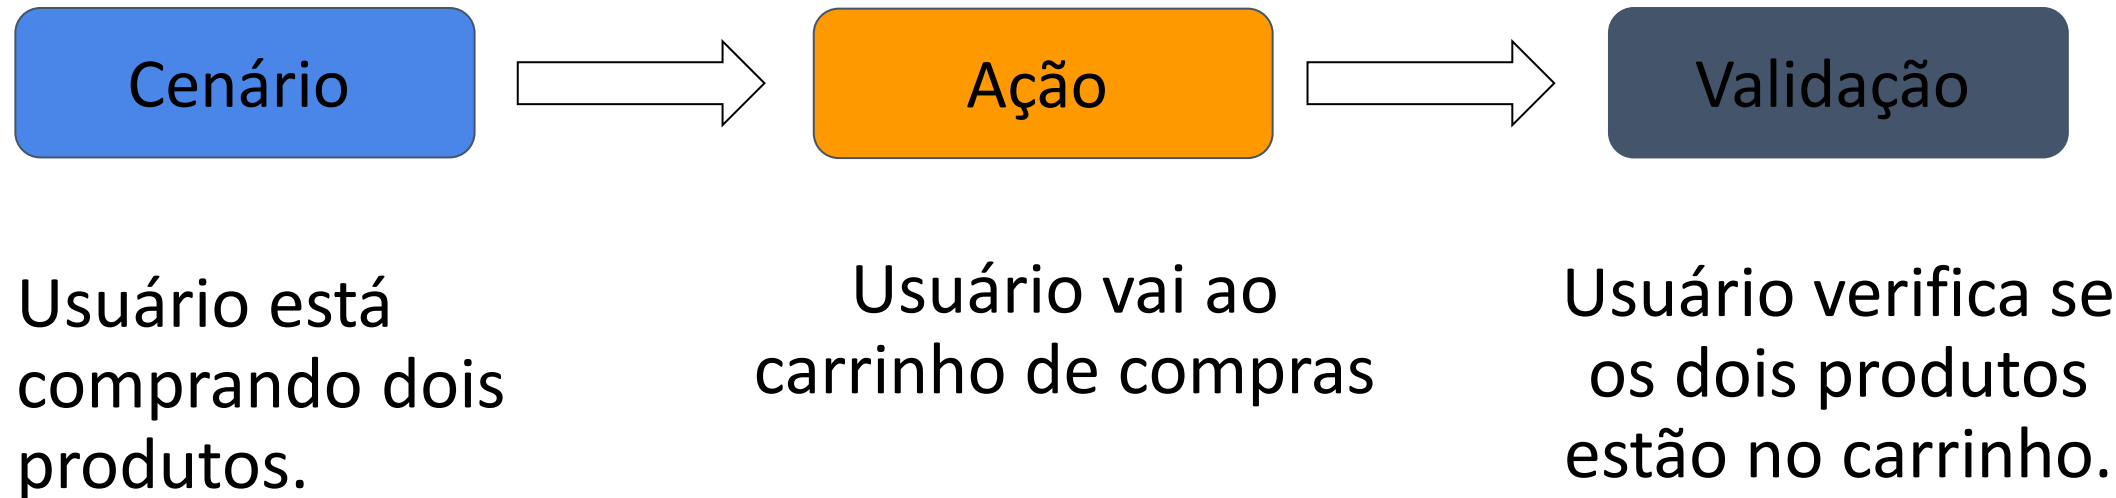 Cenário
Ação
Validação
Usuário está
comprando dois
produtos.
Usuário vai ao
carrinho de compras
Usuário verifica se
os dois produtos
estão no carrinho.